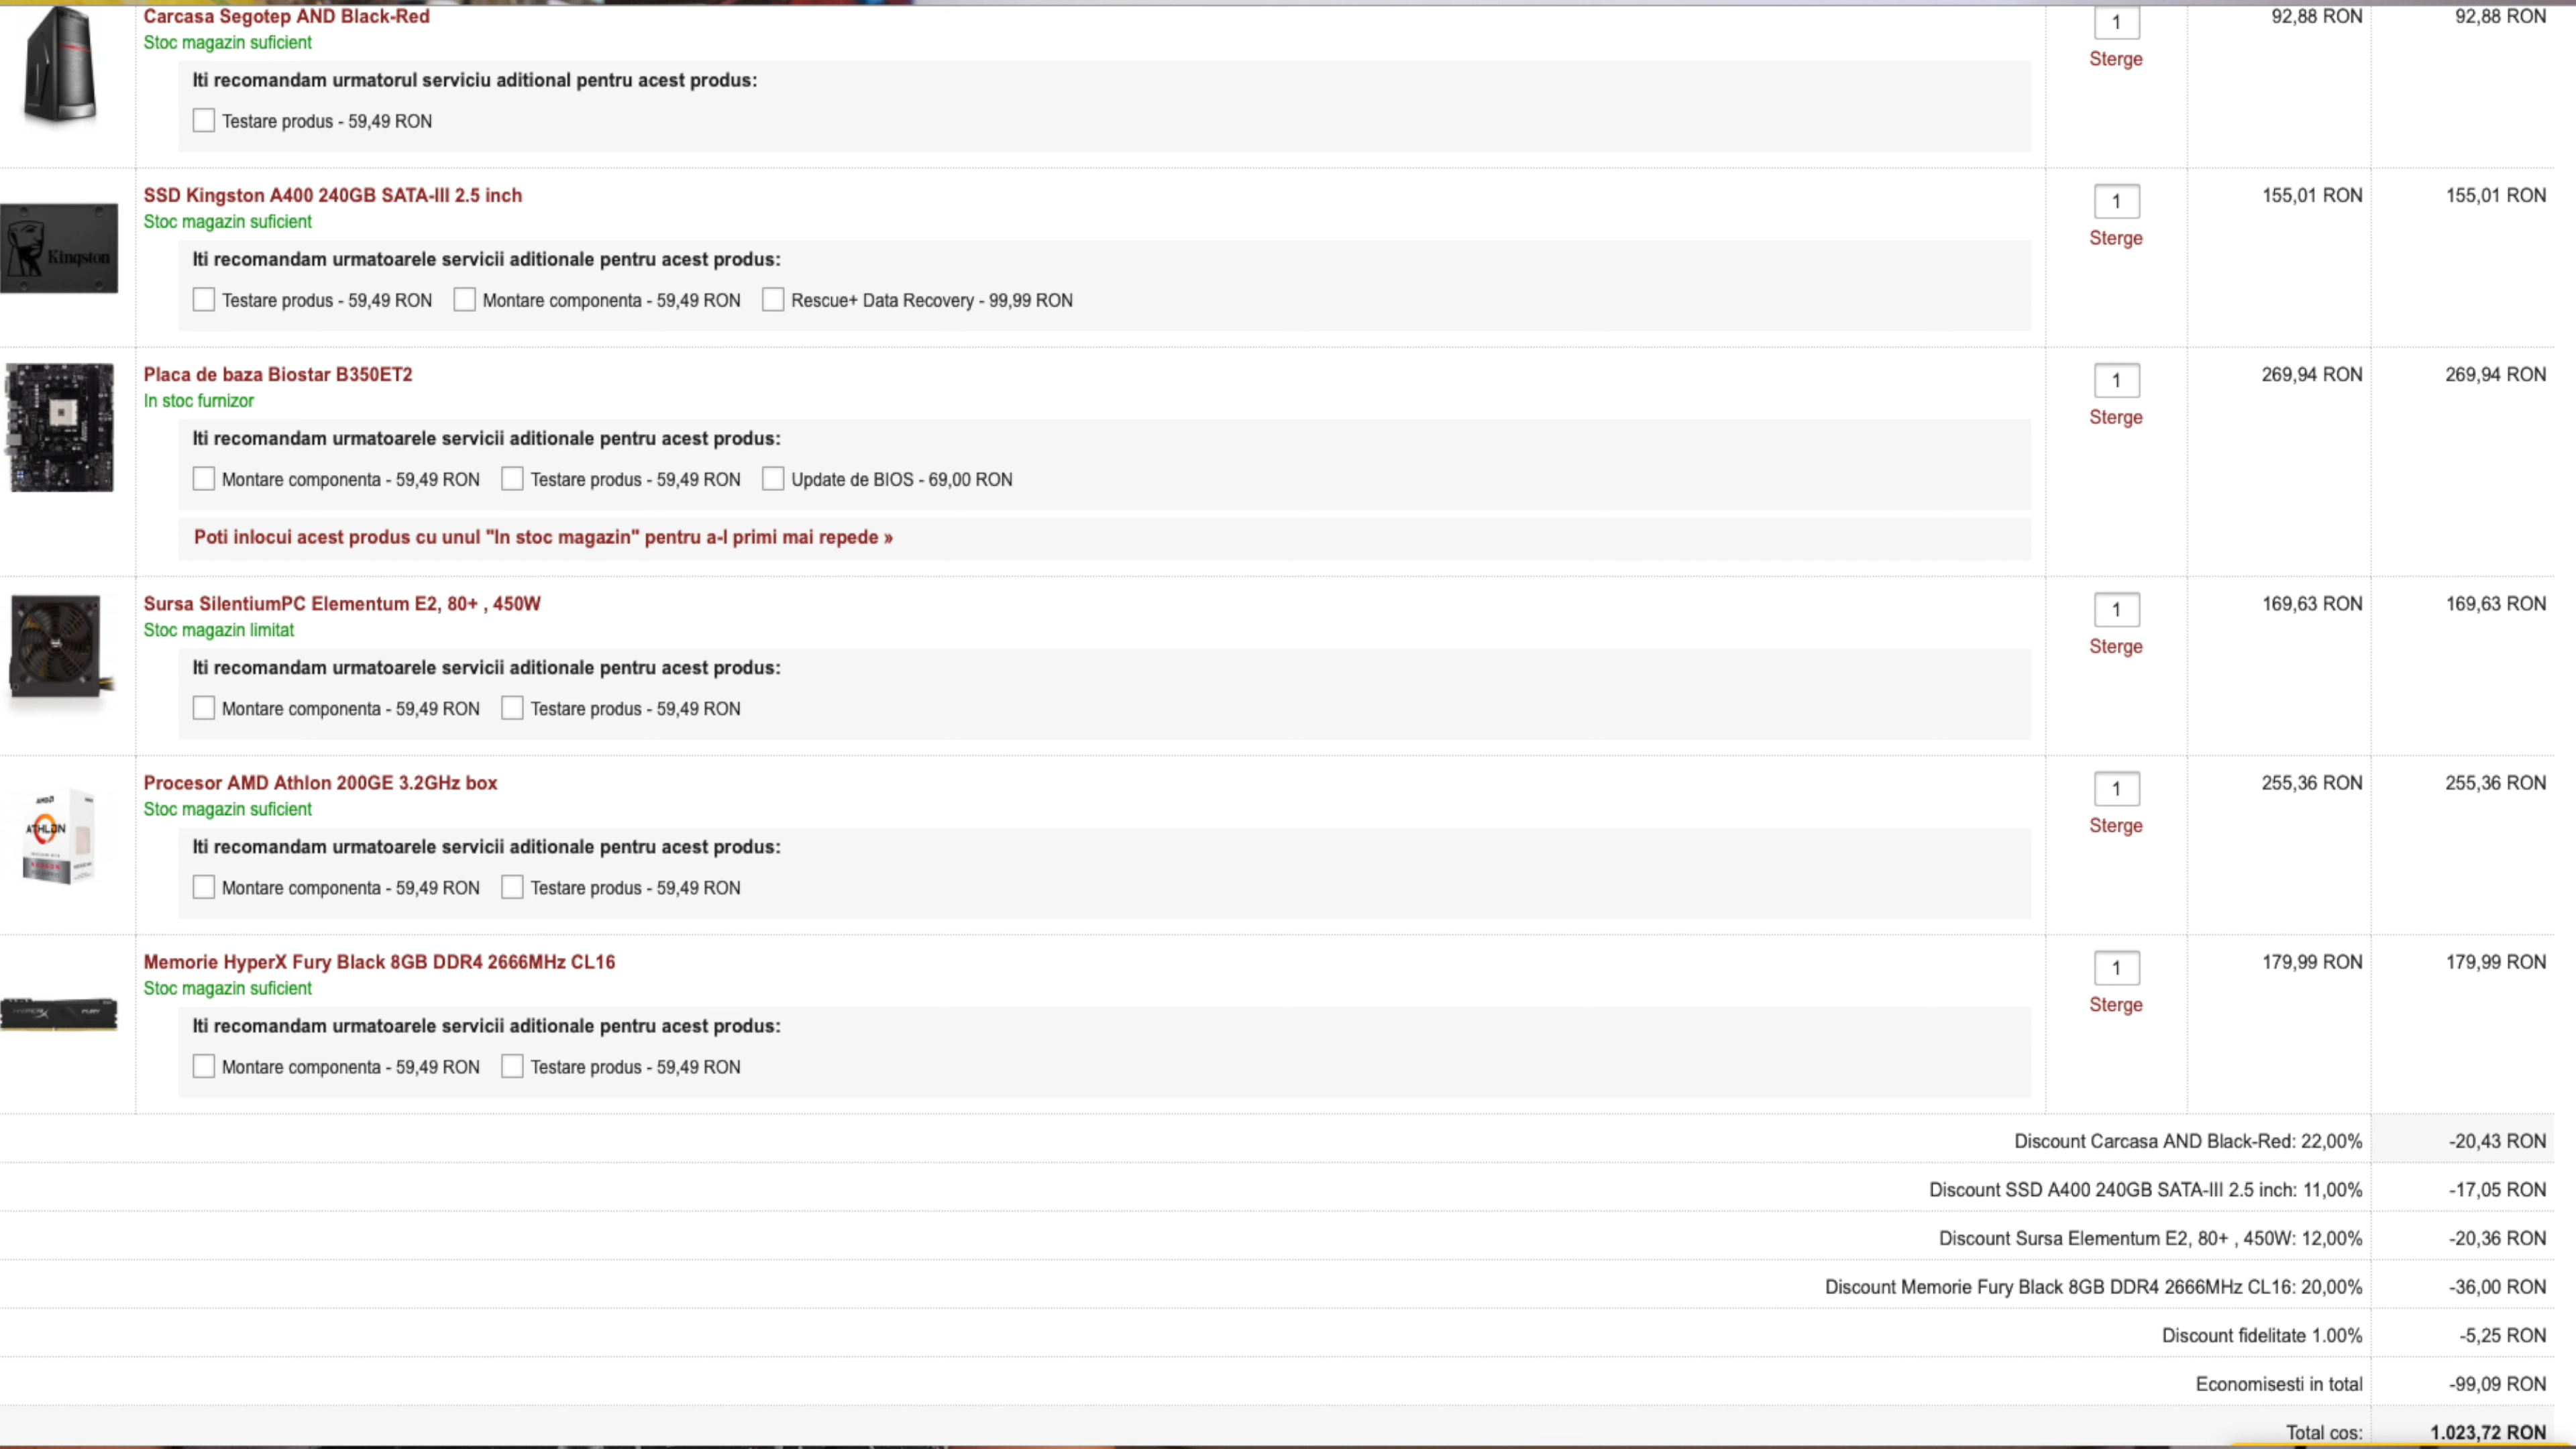 Carcasa Segotep AND Black-Red 1 92,88 RON 92,88 RON
Stoc magazin suficient
Sterge
Iti recomandam urmatorul serviciu aditional pentru acest produs:
Testare produs - 59,49 RON
SSD Kingston A400 240GB SATA-III 2.5 inch 1 155,01 RON 155,01 RON
Stoc magazin suficient
Sterge
Kingston
Iti recomandam urmatoarele servicii aditionale pentru acest produs:
Testare produs - 59,49 RON Montare componenta - 59,49 RON Rescue+ Data Recovery - 99,99 RON
Placa de baza Biostar B350ET2 1 269,94 RON 269,94 RON
In stoc furnizor
Sterge
Iti recomandam urmatoarele servicii aditionale pentru acest produs:
Montare componenta - 59,49 RON Testare produs - 59,49 RON Update de BIOS - 69,00 RON
Poti inlocui acest produs cu unul "In stoc magazin" pentru a-l primi mai repede »
Sursa SilentiumPC Elementum E2, 80+ , 450W 1 169,63 RON 169,63 RON
Stoc magazin limitat
Sterge
Iti recomandam urmatoarele servicii aditionale pentru acest produs:
Montare componenta - 59,49 RON Testare produs - 59,49 RON
Procesor AMD Athlon 200GE 3.2GHz box 1 255,36 RON 255,36 RON
Stoc magazin suficient
Sterge
AMD
ATHLON
Iti recomandam urmatoarele servicii aditionale pentru acest produs:
Montare componenta - 59,49 RON Testare produs - 59,49 RON
Memorie HyperX Fury Black 8GB DDR4 2666MHz CL16 1 179,99 RON 179,99 RON
Stoc magazin suficient
Sterge
HYPERX FURY
Iti recomandam urmatoarele servicii aditionale pentru acest produs:
Montare componenta - 59,49 RON Testare produs - 59,49 RON
Discount Carcasa AND Black-Red: 22,00% -20,43 RON
Discount SSD A400 240GB SATA-III 2.5 inch: 11,00% -17,05 RON
Discount Sursa Elementum E2, 80+ , 450W: 12,00% -20,36 RON
Discount Memorie Fury Black 8GB DDR4 2666MHz CL16: 20,00% -36,00 RON
Discount fidelitate 1.00% -5,25 RON
Economisesti in total -99,09 RON
Total cos: 1.023,72 RON